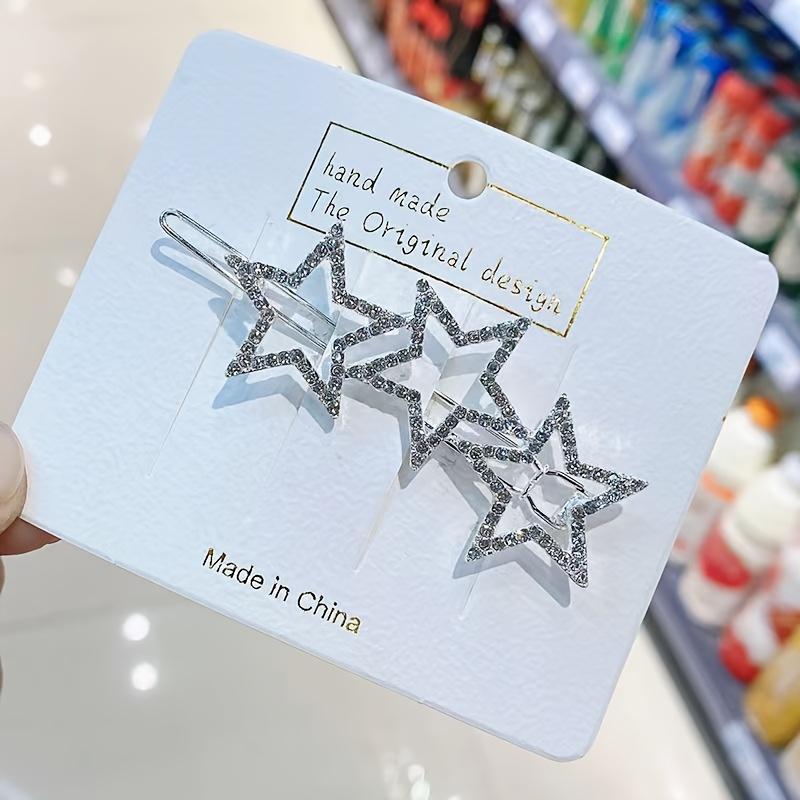 hand made
The Original design
Made in China